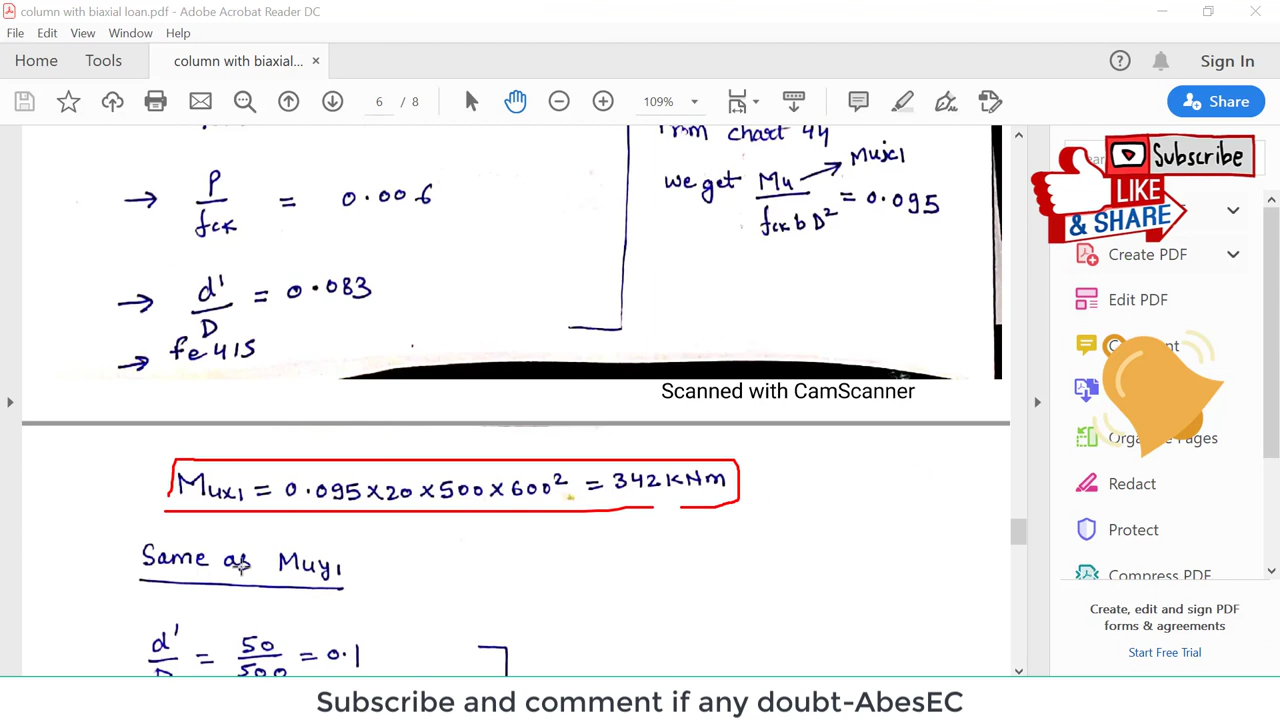 column with biaxial loan.pdf - Adobe Acrobat Reader DC
File Edit View Window Help
Home Tools column with biaxial... × Sign In
6 / 8 109% Share
from chart 44
we get Mu/fck b D² = 0.095
Mux1
→ P/fck = 0.006
→ d'/D = 0.083
→ fe 415
Scanned with CamScanner
Mux1 = 0.095×20×500×600² = 342 KNm
Same as Muy1
d'/D = 50/500 = 0.1
Subscribe
LIKE
& SHARE
Create PDF
Edit PDF
Redact
Protect
Compress PDF
Create, edit and sign PDF
forms & agreements
Start Free Trial
Subscribe and comment if any doubt-AbesEC